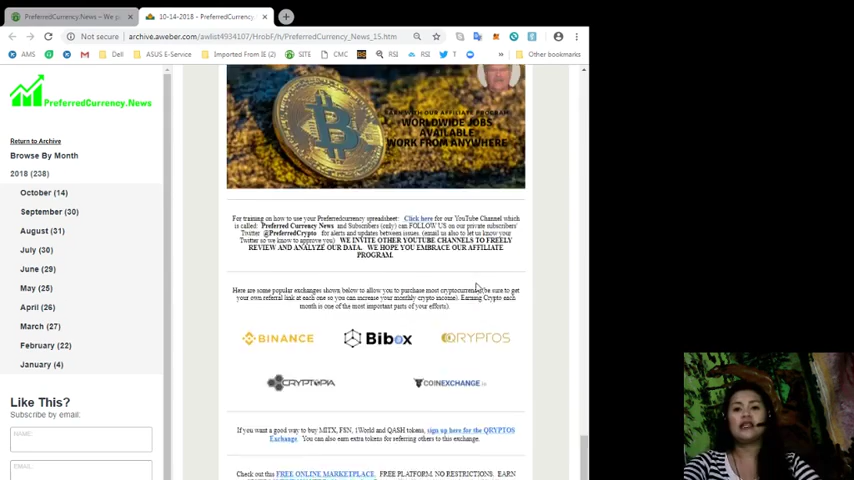 PreferredCurrency.News – We p
10-14-2018 - PreferredCurrency
Not secure
archive.aweber.com/awlist4934107/HrobF/h/PreferredCurrency_News_15.htm
AMS
Dell
ASUS E-Service
Imported From IE (2)
SITE
CMC
RSI
RSI
T
Other bookmarks
PreferredCurrency.News
Return to Archive
Browse By Month
2018 (238)
October (14)
September (30)
August (31)
July (30)
June (29)
May (25)
April (26)
March (27)
February (22)
January (4)
Like This?
Subscribe by email:
NAME:
EMAIL:
EARN WITH OUR AFFILIATE PROGRAM
WORLDWIDE JOBS
AVAILABLE
WORK FROM ANYWHERE
For training on how to use your Preferredcurrency spreadsheet: Click here for our YouTube Channel which
is called: Preferred Currency News and Subscribers (only) can FOLLOW US on our private subscribers'
Twitter @PreferredCrypto for alerts and updates between issues. (email us also to let us know your
Twitter so we know to approve you) WE INVITE OTHER YOUTUBE CHANNELS TO FREELY
REVIEW AND ANALYZE OUR DATA. WE HOPE YOU EMBRACE OUR AFFILIATE
PROGRAM.
Here are some popular exchanges shown below to allow you to purchase most cryptocurrency (be sure to get
your own referral link at each one so you can increase your monthly crypto income). Earning Crypto each
month is one of the most important parts of your efforts).
BINANCE
Bibox
QRYPTOS
CRYPTOPIA
COINEXCHANGE.io
If you want a good way to buy MITX, FSN, 1World and QASH tokens, sign up here for the QRYPTOS
Exchange. You can also earn extra tokens for referring others to this exchange.
Check out this FREE ONLINE MARKETPLACE. FREE PLATFORM, NO RESTRICTIONS. EARN